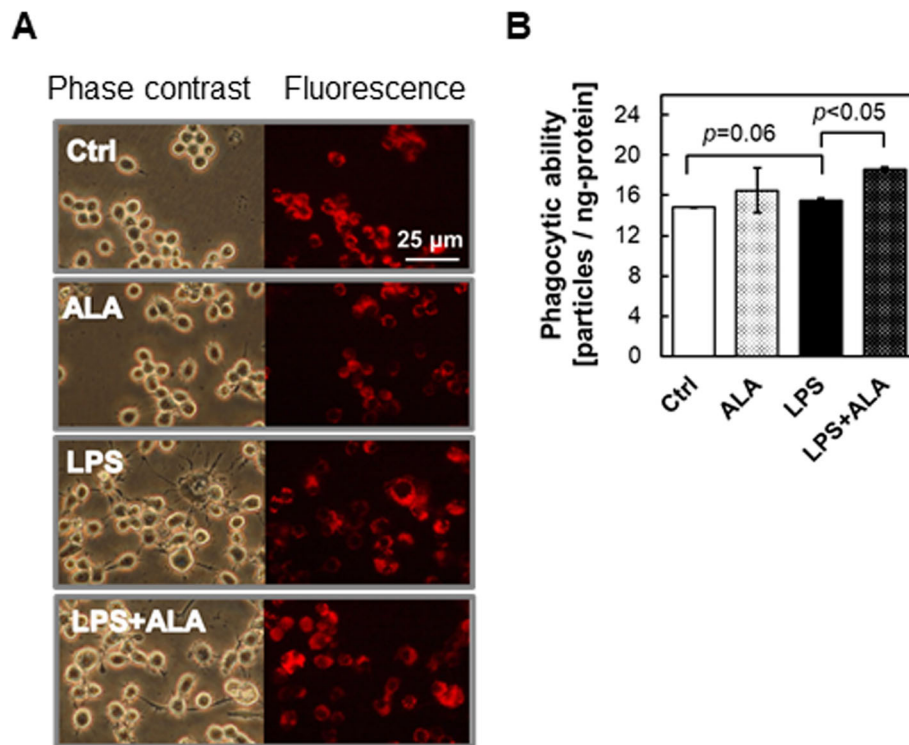 A
Phase contrast
Fluorescence
Ctrl
25 μm
ALA
LPS
LPS+ALA
B
Phagocytic ability
[particles / ng-protein]
24
20
16
12
8
4
0
p=0.06
p<0.05
Ctrl
ALA
LPS
LPS+ALA